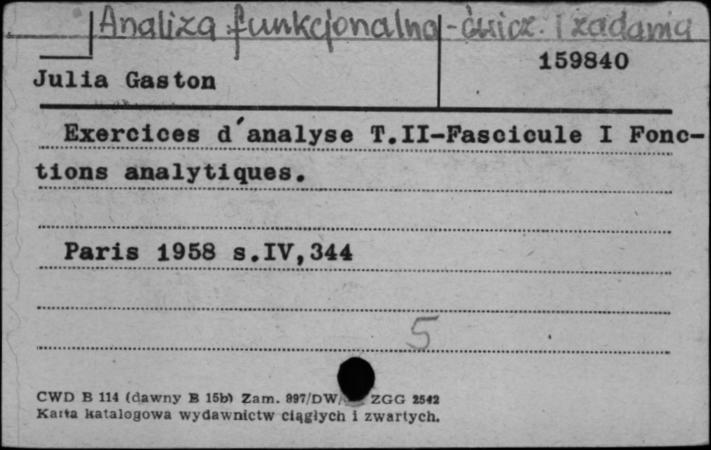 Analiza funkcjonalna - ćwicz. i zadania
159840
Julia Gaston
Exercices d'analyse T.II-Fascicule I Fonc-
tions analytiques.
Paris 1958 s.IV,344
5
CWD B 114 (dawny B 15b) Zam. 897/DW/ ZGG 2542
Karta katalogowa wydawnictw ciągłych i zwartych.